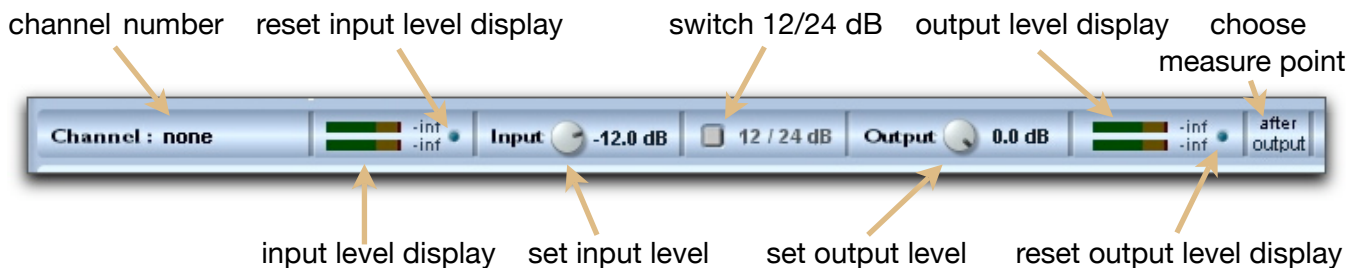 channel number reset input level display switch 12/24 dB output level display choose
measure point
Channel : none -inf Input -12.0 dB 12 / 24 dB Output 0.0 dB -inf after
-inf -inf output
input level display set input level set output level reset output level display